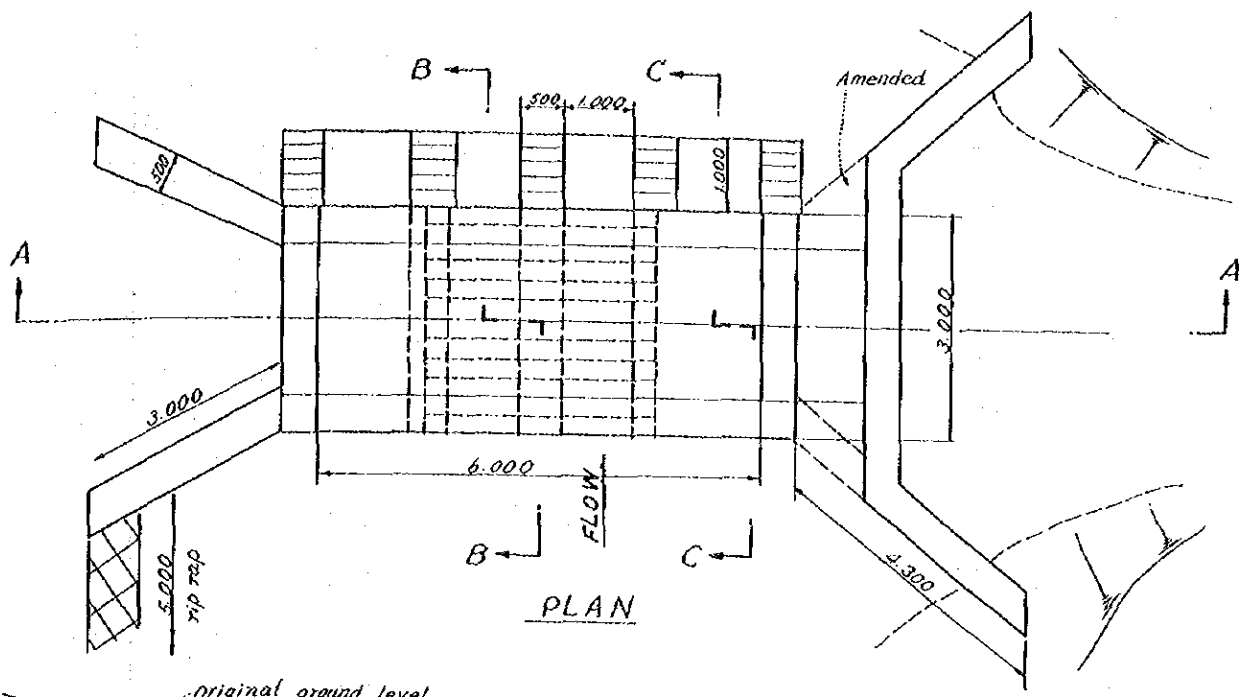 B
C
Amended
500
1.000
500
1.000
A
A
3.000
3.000
6.000
FLOW
B
C
4.300
5.000
rip rap
PLAN
Original ground level